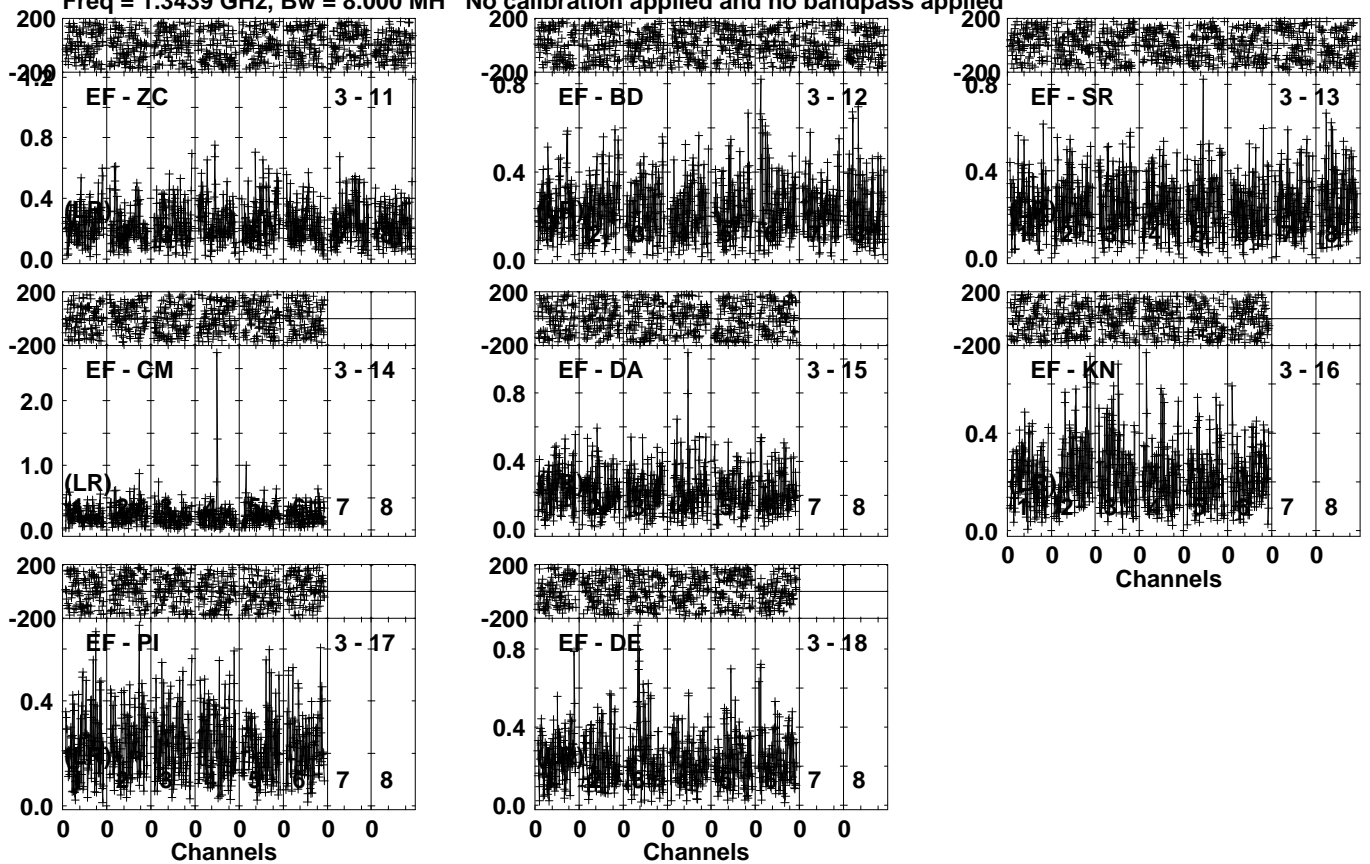 Freq = 1.3439 GHz, Bw = 8.000 MH No calibration applied and no bandpass applied
200 200 200
-200 -200 -200
1.2 0.8 0.8
EF - ZC 3 - 11 EF - BD 3 - 12 EF - SR 3 - 13
0.8
0.4 0.4 0.4
0.0 0.0 0.0
200 200 200
-200 -200 -200
EF - CM 3 - 14 EF - DA 3 - 15 EF - KN 3 - 16
2.0 0.8
1.0 0.4 0.4
(LR)
7 8 7 8 7 8
0.0 0.0 0.0
0 0 0 0 0 0 0 0
Channels
200 200
-200 -200
EF - PI 3 - 17 EF - DE 3 - 18
0.8
0.4 0.4
7 8 7 8
0.0 0.0
0 0 0 0 0 0 0 0 0 0 0 0 0 0 0 0
Channels Channels